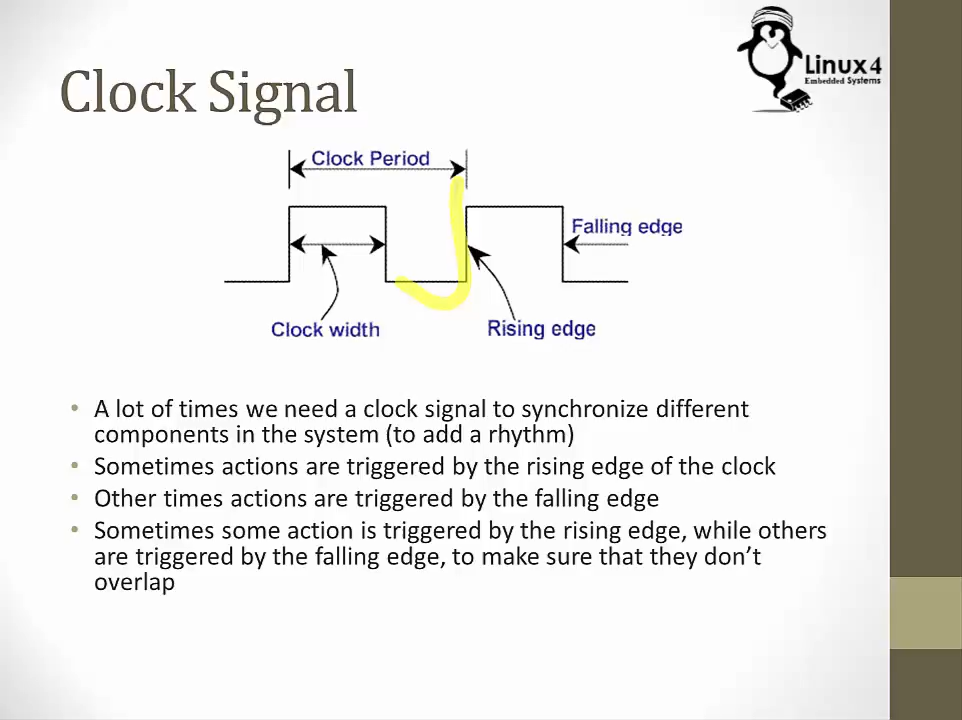 Linux4
Embedded Systems
Clock Signal
Clock Period
Falling edge
Clock width
Rising edge
• A lot of times we need a clock signal to synchronize different
components in the system (to add a rhythm)
• Sometimes actions are triggered by the rising edge of the clock
• Other times actions are triggered by the falling edge
• Sometimes some action is triggered by the rising edge, while others
are triggered by the falling edge, to make sure that they don’t
overlap